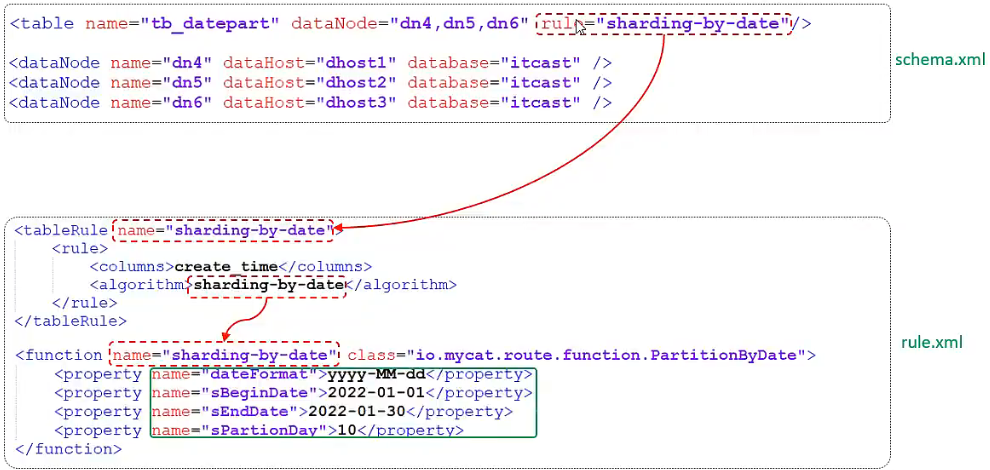 <table name="tb_datepart" dataNode="dn4,dn5,dn6" rule="sharding-by-date"/>
<dataNode name="dn4" dataHost="dhost1" database="itcast" />
<dataNode name="dn5" dataHost="dhost2" database="itcast" />
<dataNode name="dn6" dataHost="dhost3" database="itcast" />
schema.xml
<tableRule name="sharding-by-date">
<rule>
<columns>create_time</columns>
<algorithm>sharding-by-date</algorithm>
</rule>
</tableRule>
<function name="sharding-by-date" class="io.mycat.route.function.PartitionByDate">
<property name="dateFormat">yyyy-MM-dd</property>
<property name="sBeginDate">2022-01-01</property>
<property name="sEndDate">2022-01-30</property>
<property name="sPartionDay">10</property>
</function>
rule.xml